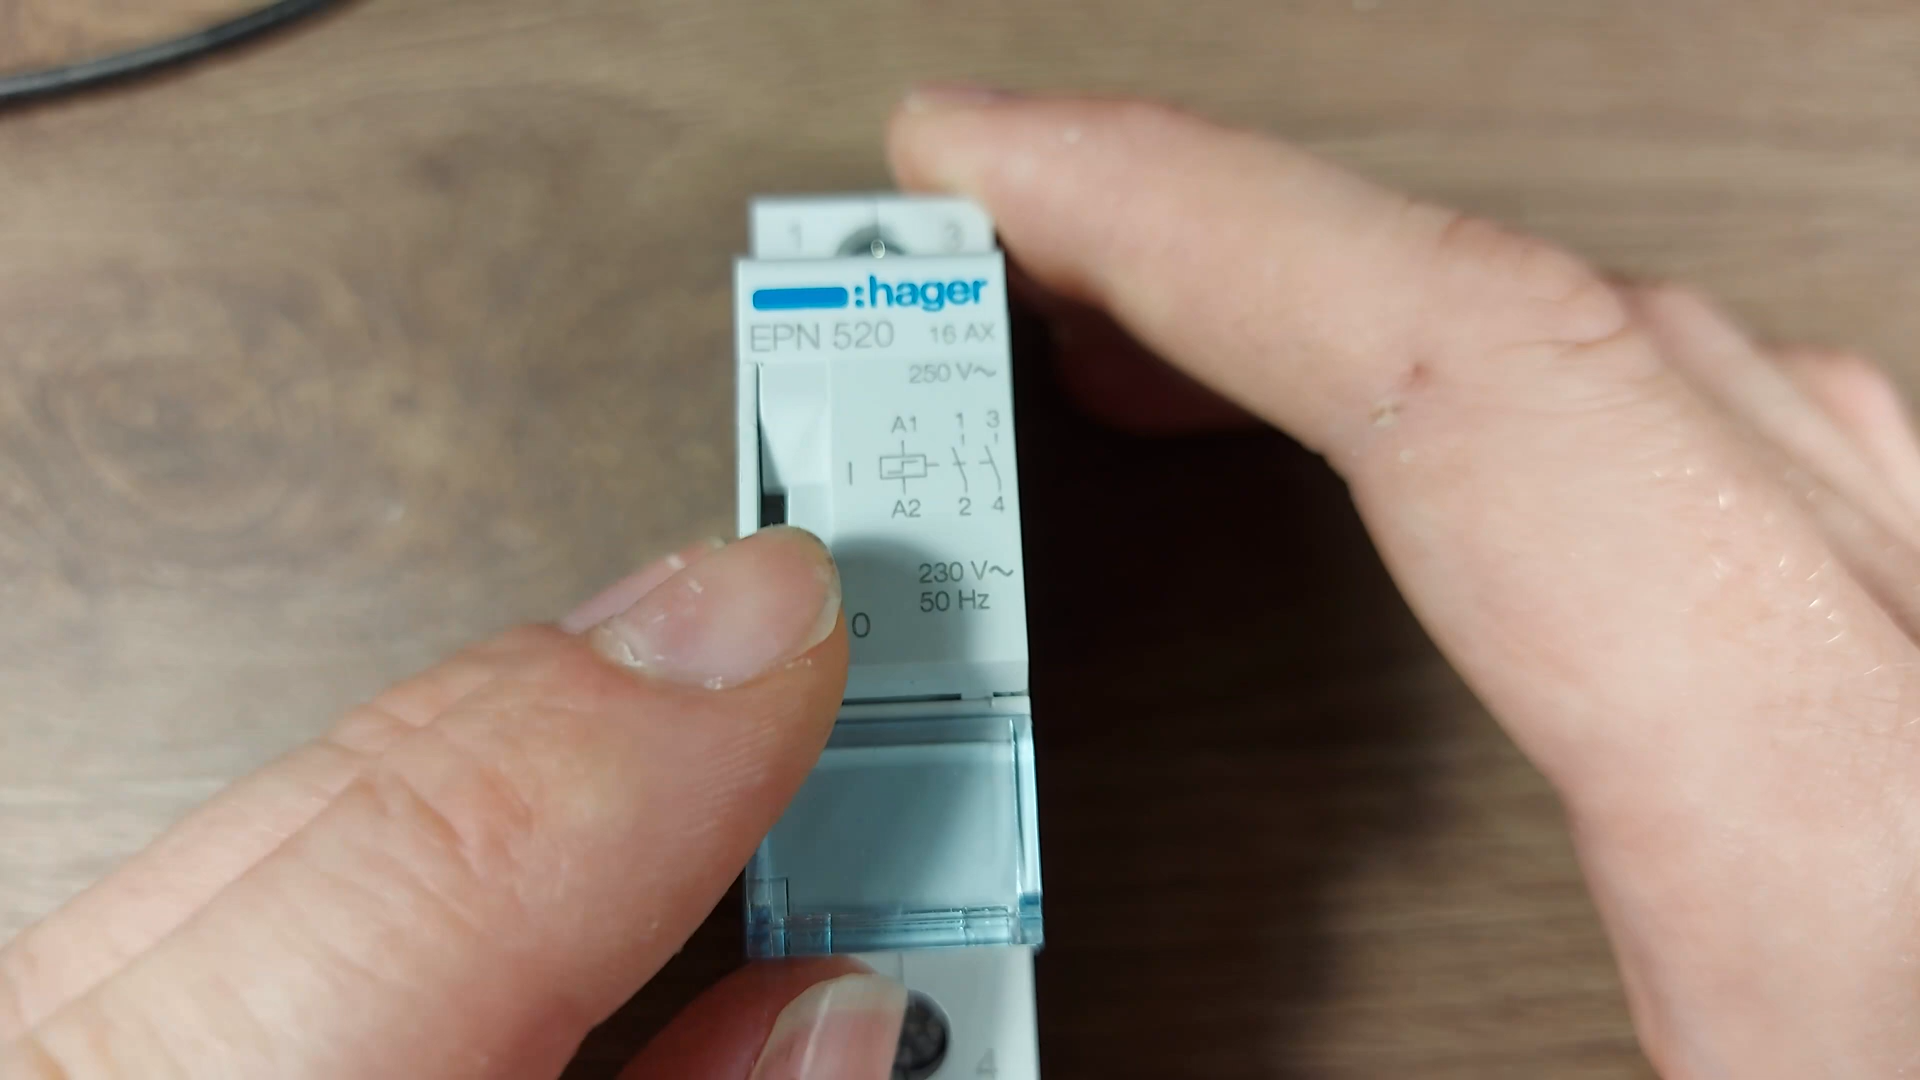 1 3
:hager
EPN 520 16 AX
250 V~
A1 1 3
I
A2 2 4
230 V~
50 Hz
0
4